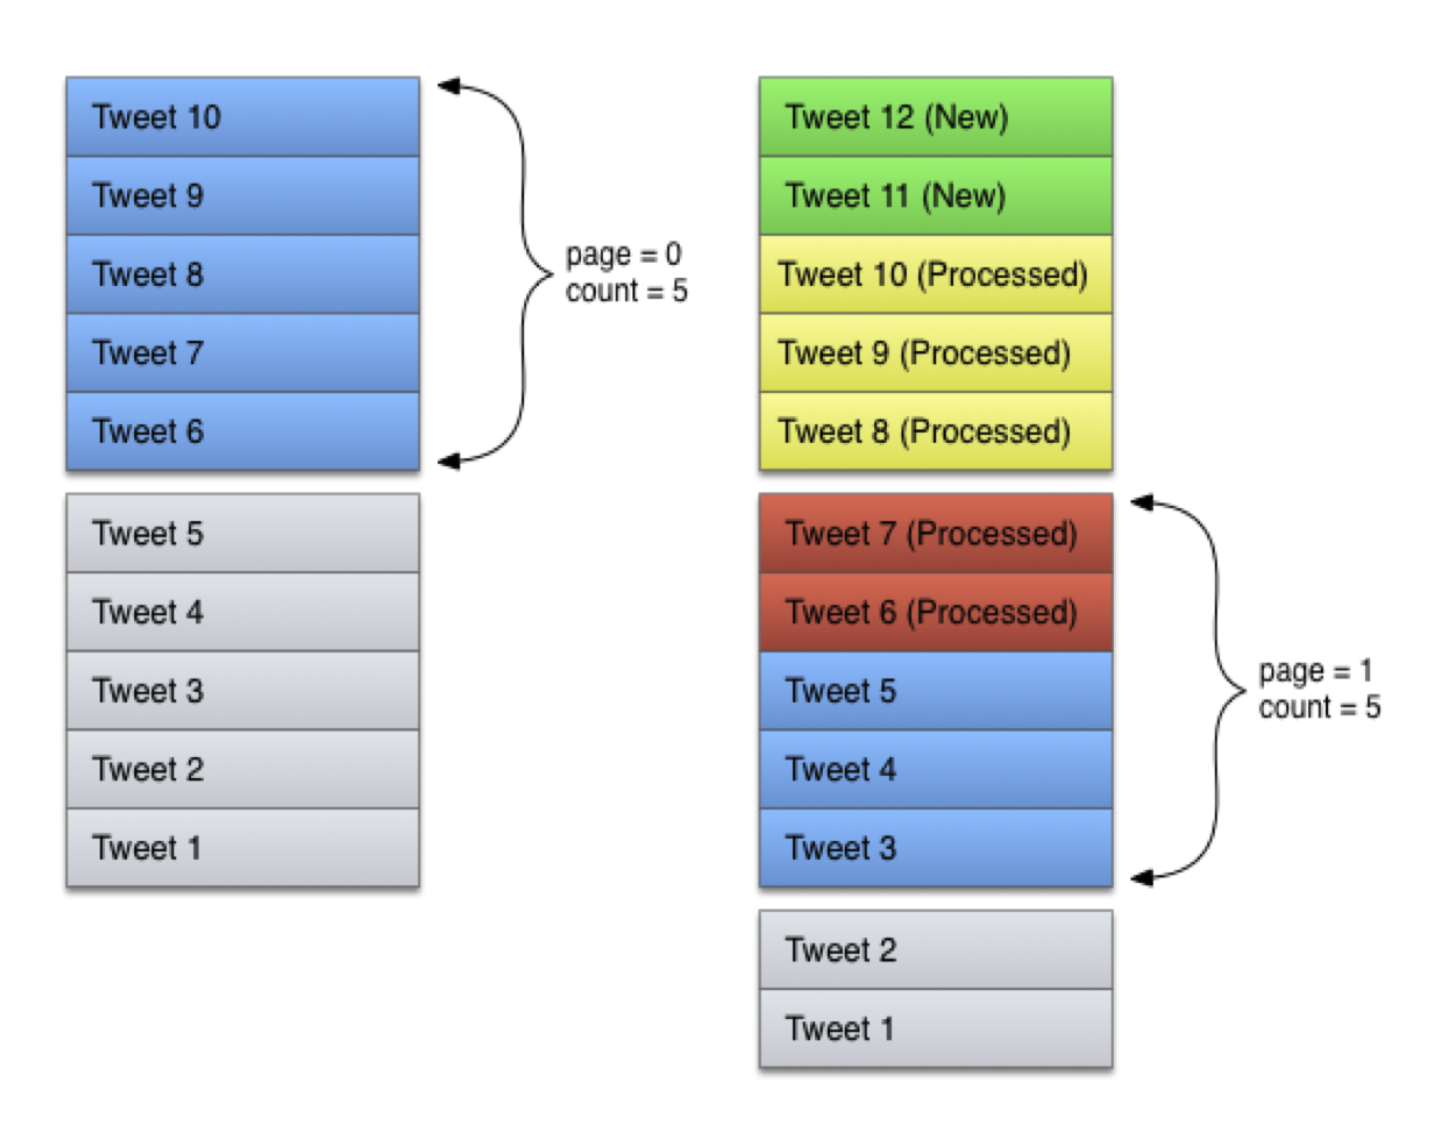 Tweet 10
Tweet 9
Tweet 8
Tweet 7
Tweet 6
page = 0
count = 5
Tweet 5
Tweet 4
Tweet 3
Tweet 2
Tweet 1
Tweet 12 (New)
Tweet 11 (New)
Tweet 10 (Processed)
Tweet 9 (Processed)
Tweet 8 (Processed)
Tweet 7 (Processed)
Tweet 6 (Processed)
Tweet 5
Tweet 4
Tweet 3
page = 1
count = 5
Tweet 2
Tweet 1